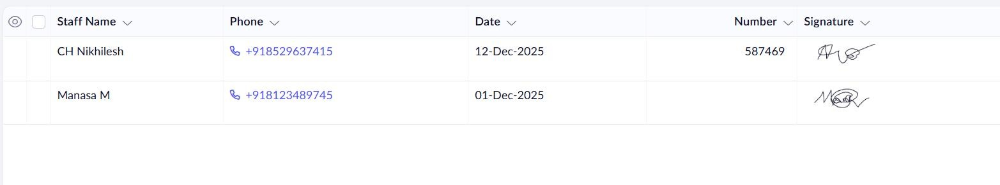 Staff Name Phone Date Number Signature
CH Nikhilesh +918529637415 12-Dec-2025 587469
Manasa M +918123489745 01-Dec-2025